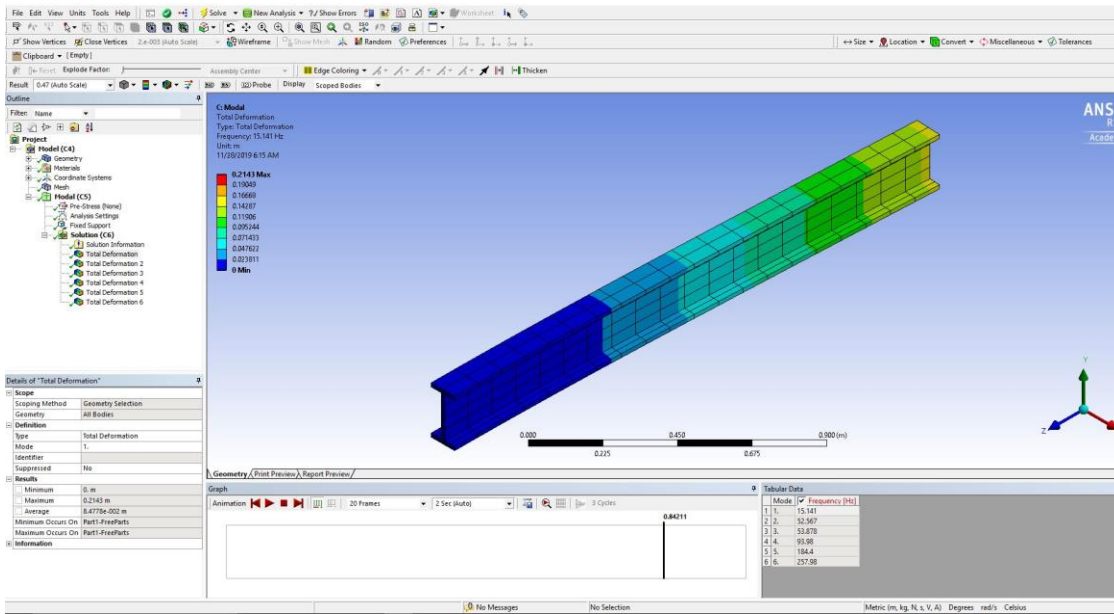 File Edit View Units Tools Help Solve New Analysis ?/ Show Errors Worksheet
Show Vertices Close Vertices 2.e-003 (Auto Scale) Wireframe Show Mesh Random Preferences Size Location Convert Miscellaneous Tolerances
Clipboard [Empty]
Reset Explode Factor: Assembly Center Edge Coloring Thicken
Result 0.47 (Auto Scale) Probe Display Scoped Bodies
Outline
Filter: Name
Project
Model (C4)
Geometry
Materials
Coordinate Systems
Mesh
Modal (C5)
Pre-Stress (None)
Analysis Settings
Fixed Support
Solution (C6)
Solution Information
Total Deformation
Total Deformation 2
Total Deformation 3
Total Deformation 4
Total Deformation 5
Total Deformation 6
Details of "Total Deformation"
Scope
Scoping Method Geometry Selection
Geometry All Bodies
Definition
Type Total Deformation
Mode 1.
Identifier
Suppressed No
Results
Minimum 0. m
Maximum 0.2143 m
Average 8.4778e-002 m
Minimum Occurs On Part1-FreeParts
Maximum Occurs On Part1-FreeParts
Information
C: Modal
Total Deformation
Type: Total Deformation
Frequency: 15.141 Hz
Unit: m
11/20/2019 6:15 AM
0.2143 Max
0.19049
0.16668
0.14287
0.11906
0.095244
0.071433
0.047622
0.023811
0 Min
ANS
R
Acade
Y
Z
0.000 0.450 0.900 (m)
0.225 0.675
Geometry Print Preview Report Preview
Graph
Animation 20 Frames 2 Sec (Auto) 3 Cycles
0.84211
Tabular Data
Mode Frequency [Hz]
1 1. 15.141
2 2. 52.567
3 3. 53.878
4 4. 93.98
5 5. 184.4
6 6. 257.98
No Messages No Selection Metric (m, kg, N, s, V, A) Degrees rad/s Celsius